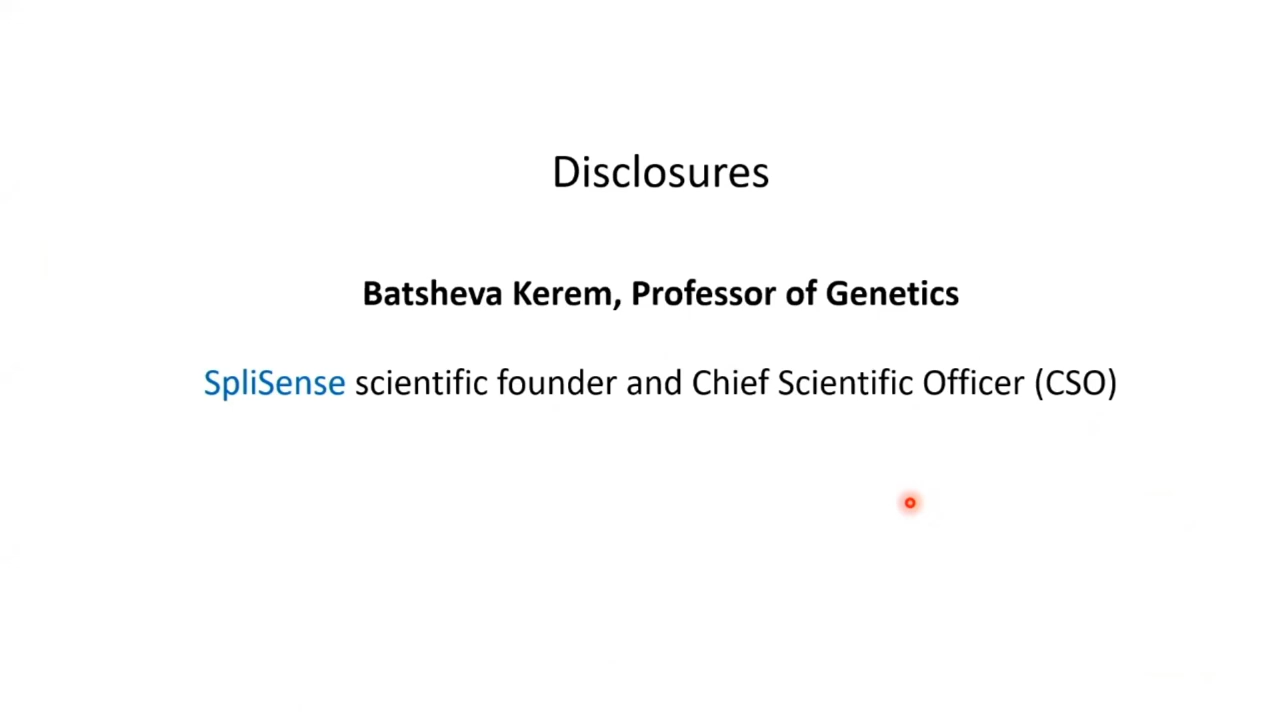 Disclosures
Batsheva Kerem, Professor of Genetics
SpliSense scientific founder and Chief Scientific Officer (CSO)